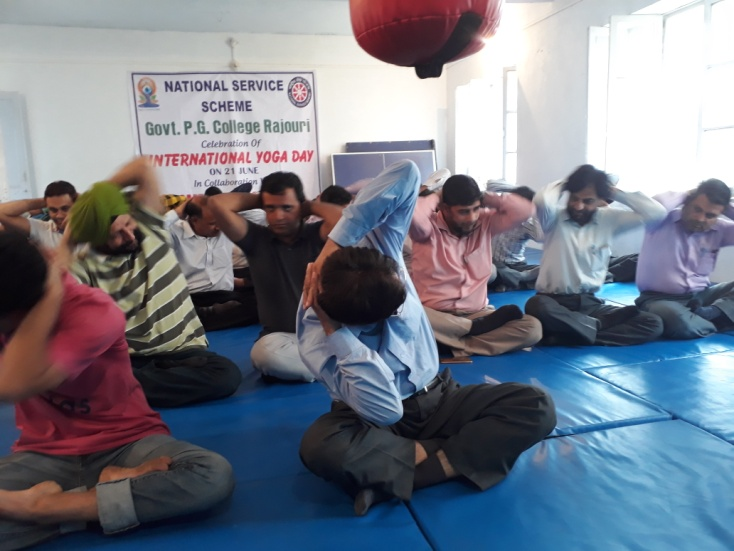 NATIONAL SERVICE
SCHEME
Govt. P.G. College Rajouri
Celebration Of
INTERNATIONAL YOGA DAY
ON 21 JUNE
In Collaboration